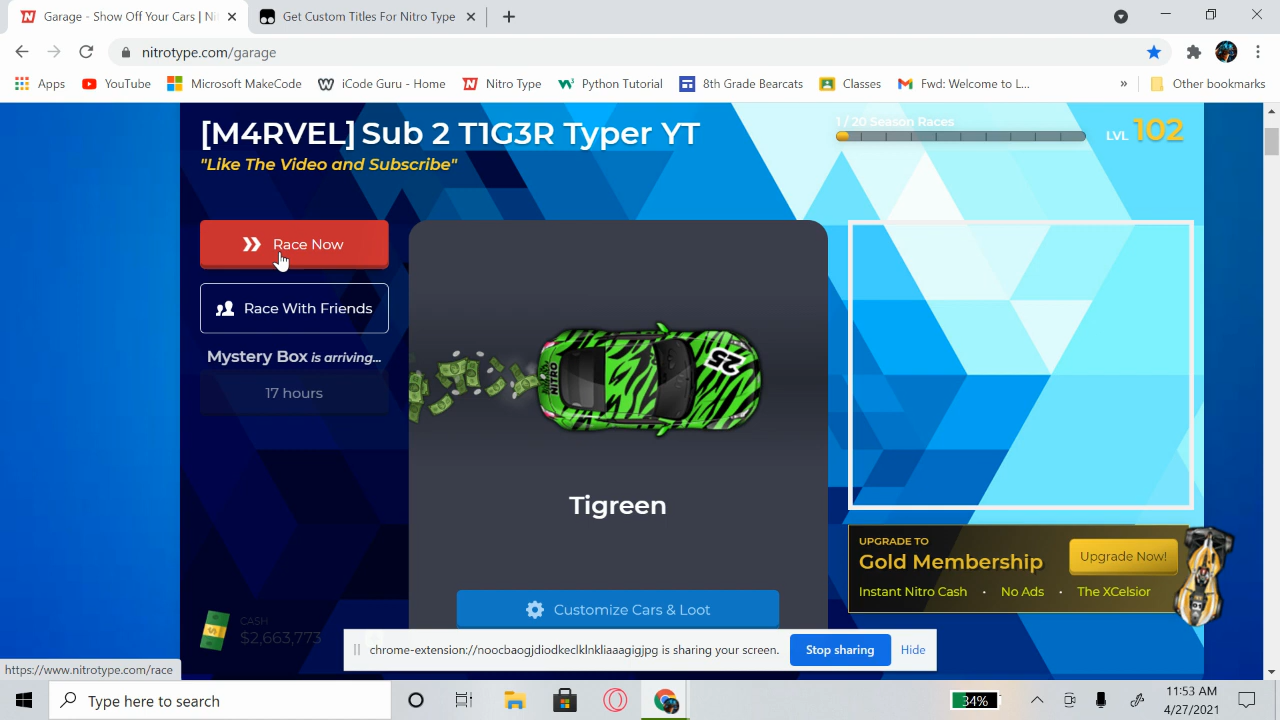 Garage - Show Off Your Cars | Ni
Get Custom Titles For Nitro Type
nitrotype.com/garage
Apps
YouTube
Microsoft MakeCode
iCode Guru - Home
Nitro Type
Python Tutorial
8th Grade Bearcats
Classes
Fwd: Welcome to L...
»
Other bookmarks
[M4RVEL] Sub 2 T1G3R Typer YT
"Like The Video and Subscribe"
1 / 20 Season Races
LVL 102
Race Now
Race With Friends
Mystery Box is arriving...
17 hours
25
NITRO
Tigreen
Customize Cars & Loot
UPGRADE TO
Gold Membership
Upgrade Now!
Instant Nitro Cash • No Ads • The XCelsior
CASH
$2,663,773
chrome-extension://noocbaogjdiodkeclklnkliaaagigjpg is sharing your screen.
Stop sharing
Hide
https://www.nitrotype.com/race
Type here to search
34%
11:53 AM
4/27/2021